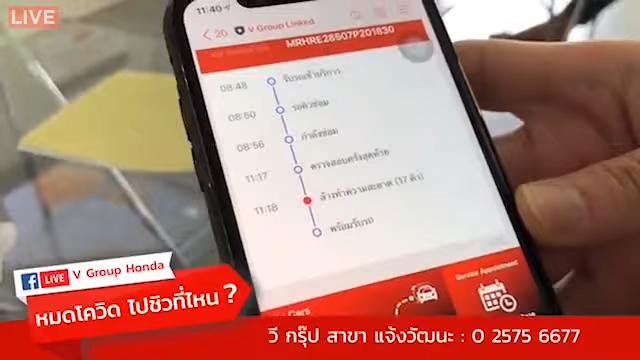 LIVE
11:40
20
V Group Linked
MRHRE28507P201830
08:48 รับรถเข้าบริการ
08:50 รอคิวซ่อม
08:56 กำลังซ่อม
11:17 ตรวจสอบครั้งสุดท้าย
11:18 ล้างทำความสะอาด (17 คิว)
พร้อมรับรถ
Service Appointment
Cars
f LIVE V Group Honda
หมดโควิด ไปชิวที่ไหน ?
วี กรุ๊ป สาขา แจ้งวัฒนะ : 0 2575 6677